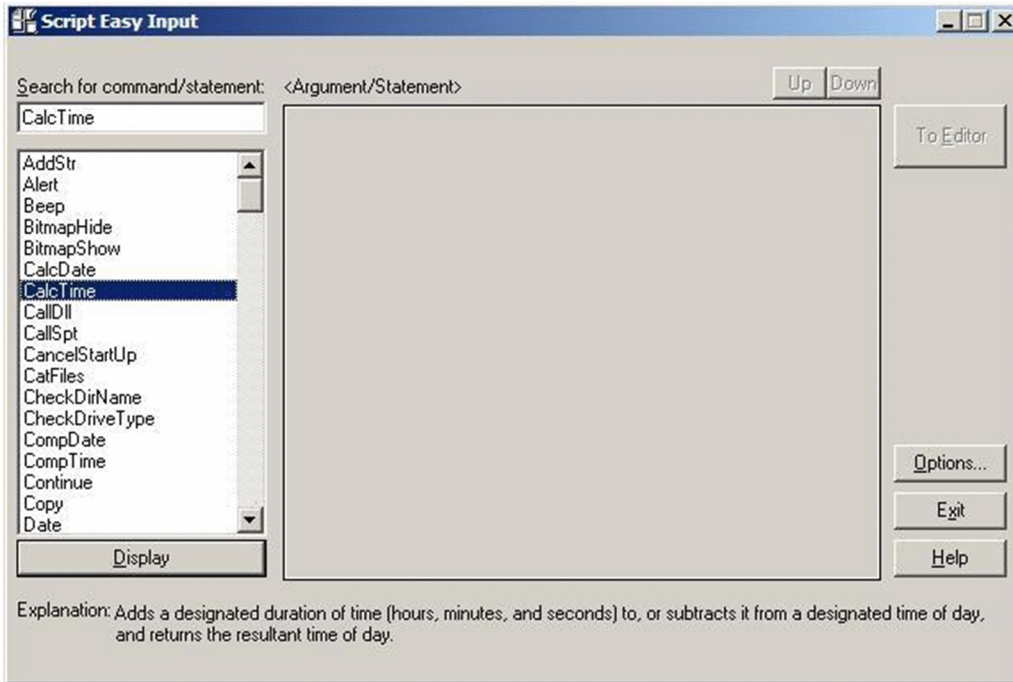 Script Easy Input
Search for command/statement:
<Argument/Statement>
Up
Down
CalcTime
To Editor
AddStr
Alert
Beep
BitmapHide
BitmapShow
CalcDate
CalcTime
CallDll
CallSpt
CancelStartUp
CatFiles
CheckDirName
CheckDriveType
CompDate
CompTime
Continue
Copy
Date
Display
Options...
Exit
Help
Explanation: Adds a designated duration of time (hours, minutes, and seconds) to, or subtracts it from a designated time of day,
and returns the resultant time of day.